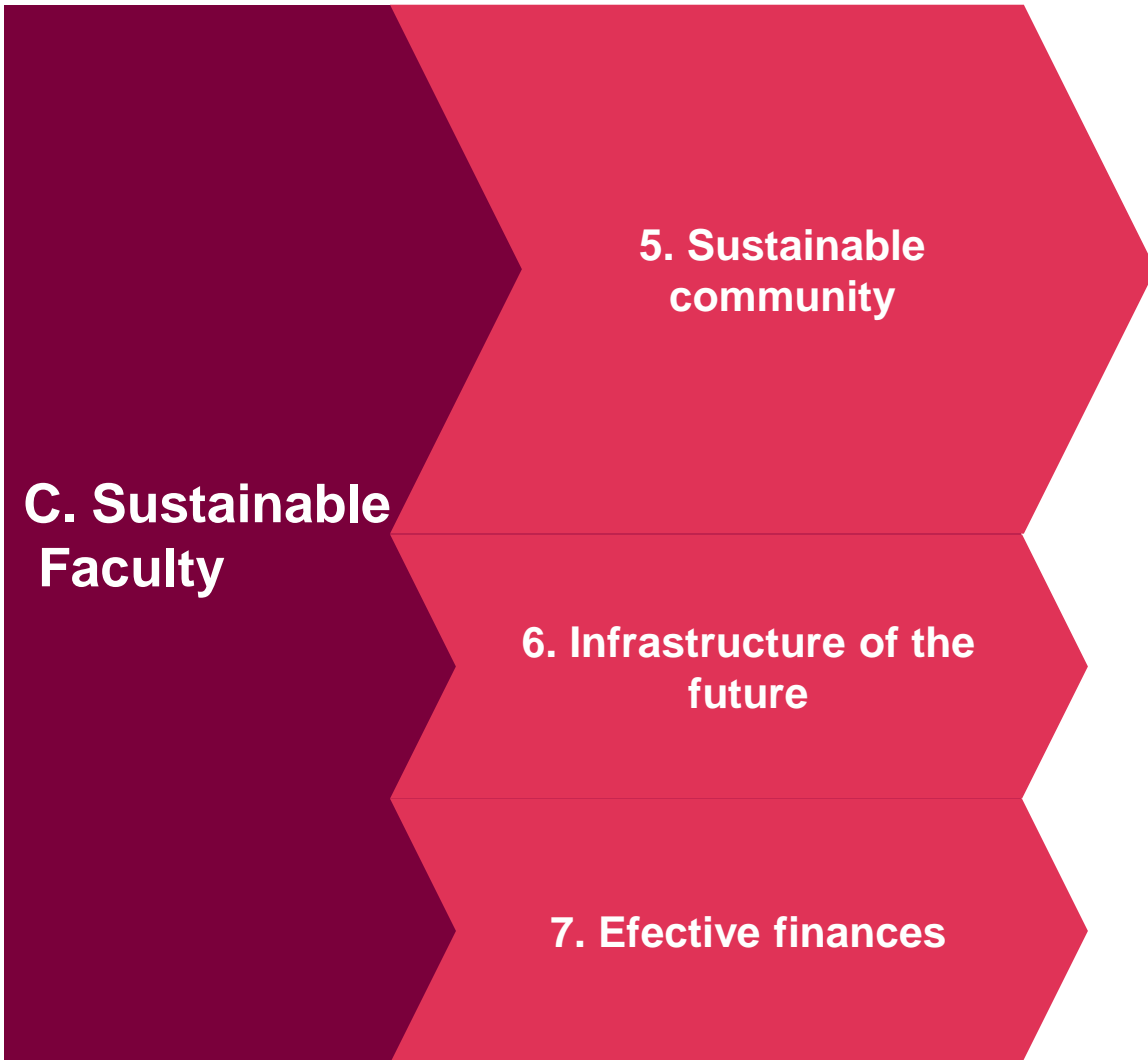 C. Sustainable
Faculty
5. Sustainable
community
6. Infrastructure of the
future
7. Efective finances